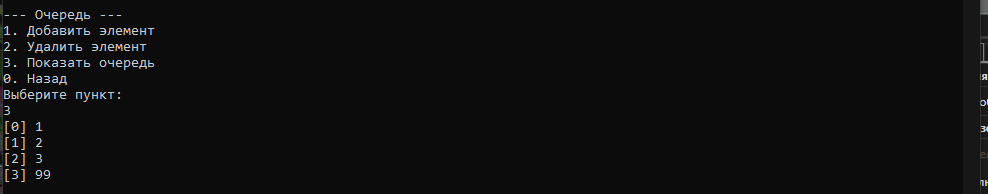 --- Очередь ---
1. Добавить элемент
2. Удалить элемент
3. Показать очередь
0. Назад
Выберите пункт:
3
[0] 1
[1] 2
[2] 3
[3] 99